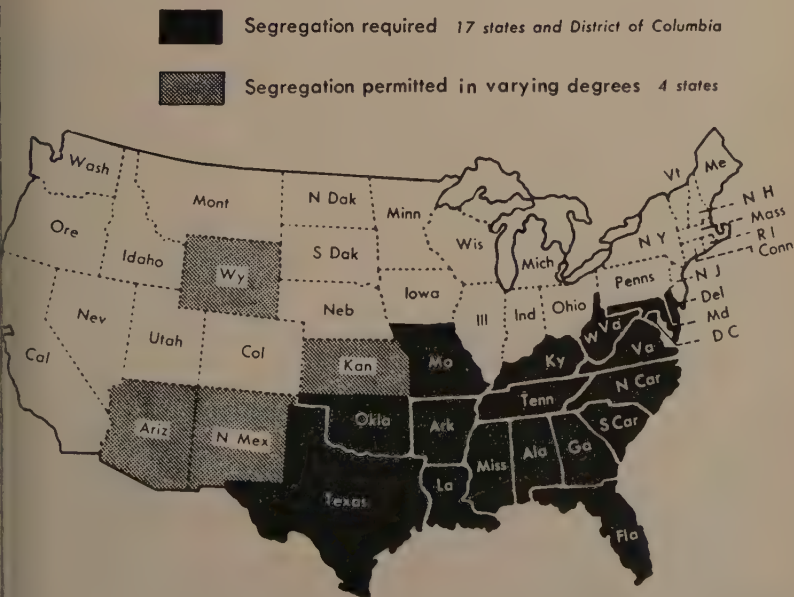 Segregation required 17 states and District of Columbia
Segregation permitted in varying degrees 4 states
Wash
Mont
N Dak
Minn
Vt
Me
Ore
Idaho
Wy
S Dak
Wis
Mich
N Y
N H
Mass
R I
Conn
Nev
Utah
Col
Neb
Iowa
Ill
Ind
Ohio
Penns
N J
Del
Md
D C
Cal
Kan
Mo
Ky
W Va
Va
Ariz
N Mex
Okla
Ark
Tenn
N Car
S Car
Texas
La
Miss
Ala
Ga
Fla